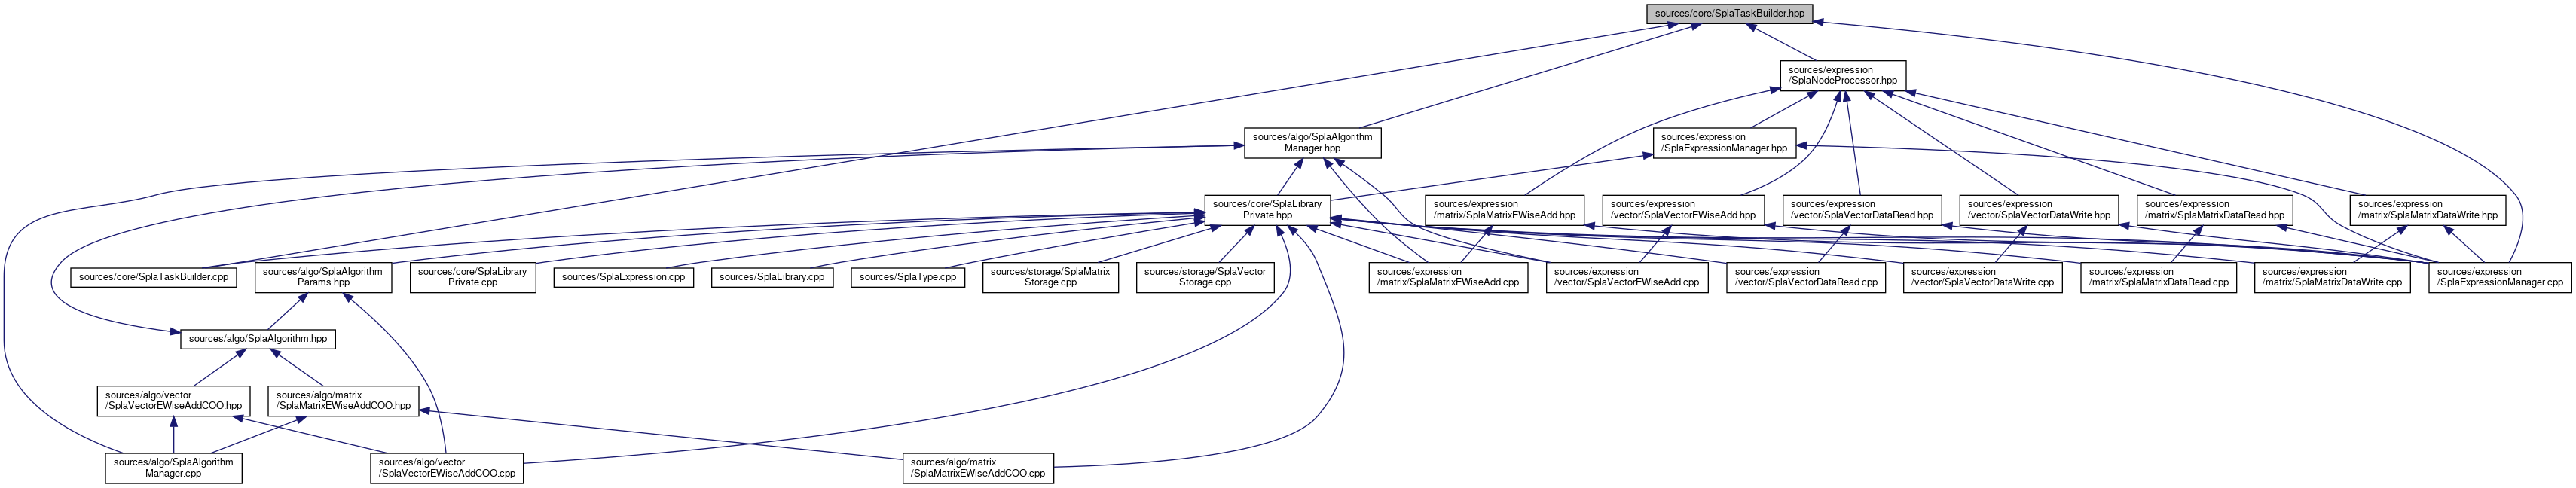 sources/core/SplaTaskBuilder.hpp
sources/expression
/SplaNodeProcessor.hpp
sources/algo/SplaAlgorithm
Manager.hpp
sources/expression
/SplaExpressionManager.hpp
sources/core/SplaLibrary
Private.hpp
sources/expression
/matrix/SplaMatrixEWiseAdd.hpp
sources/expression
/vector/SplaVectorEWiseAdd.hpp
sources/expression
/vector/SplaVectorDataRead.hpp
sources/expression
/vector/SplaVectorDataWrite.hpp
sources/expression
/matrix/SplaMatrixDataRead.hpp
sources/expression
/matrix/SplaMatrixDataWrite.hpp
sources/core/SplaTaskBuilder.cpp
sources/algo/SplaAlgorithm
Params.hpp
sources/core/SplaLibrary
Private.cpp
sources/SplaExpression.cpp
sources/SplaLibrary.cpp
sources/SplaType.cpp
sources/storage/SplaMatrix
Storage.cpp
sources/storage/SplaVector
Storage.cpp
sources/expression
/matrix/SplaMatrixEWiseAdd.cpp
sources/expression
/vector/SplaVectorEWiseAdd.cpp
sources/expression
/vector/SplaVectorDataRead.cpp
sources/expression
/vector/SplaVectorDataWrite.cpp
sources/expression
/matrix/SplaMatrixDataRead.cpp
sources/expression
/matrix/SplaMatrixDataWrite.cpp
sources/expression
/SplaExpressionManager.cpp
sources/algo/SplaAlgorithm.hpp
sources/algo/vector
/SplaVectorEWiseAddCOO.hpp
sources/algo/matrix
/SplaMatrixEWiseAddCOO.hpp
sources/algo/SplaAlgorithm
Manager.cpp
sources/algo/vector
/SplaVectorEWiseAddCOO.cpp
sources/algo/matrix
/SplaMatrixEWiseAddCOO.cpp